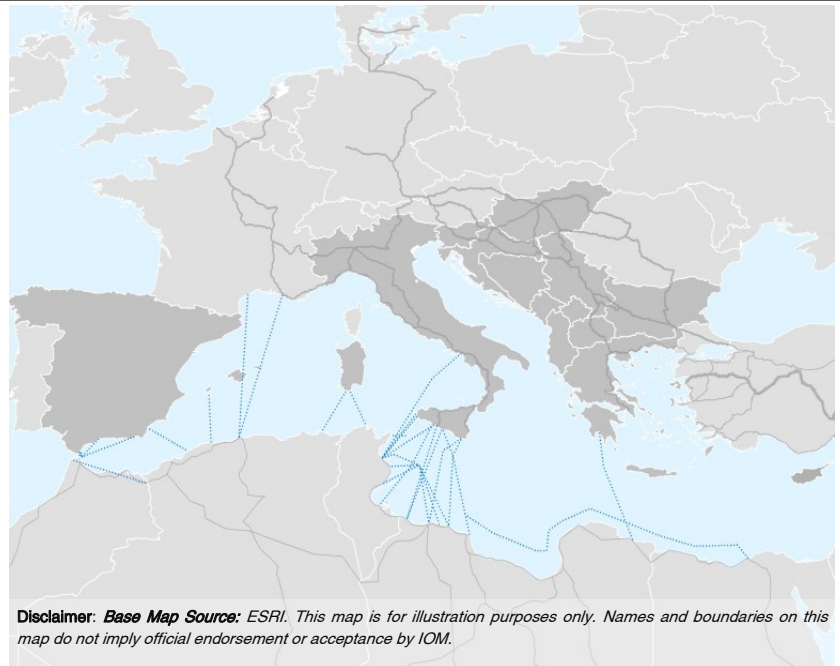 Disclaimer: Base Map Source: ESRI. This map is for illustration purposes only. Names and boundaries on this
map do not imply official endorsement or acceptance by IOM.